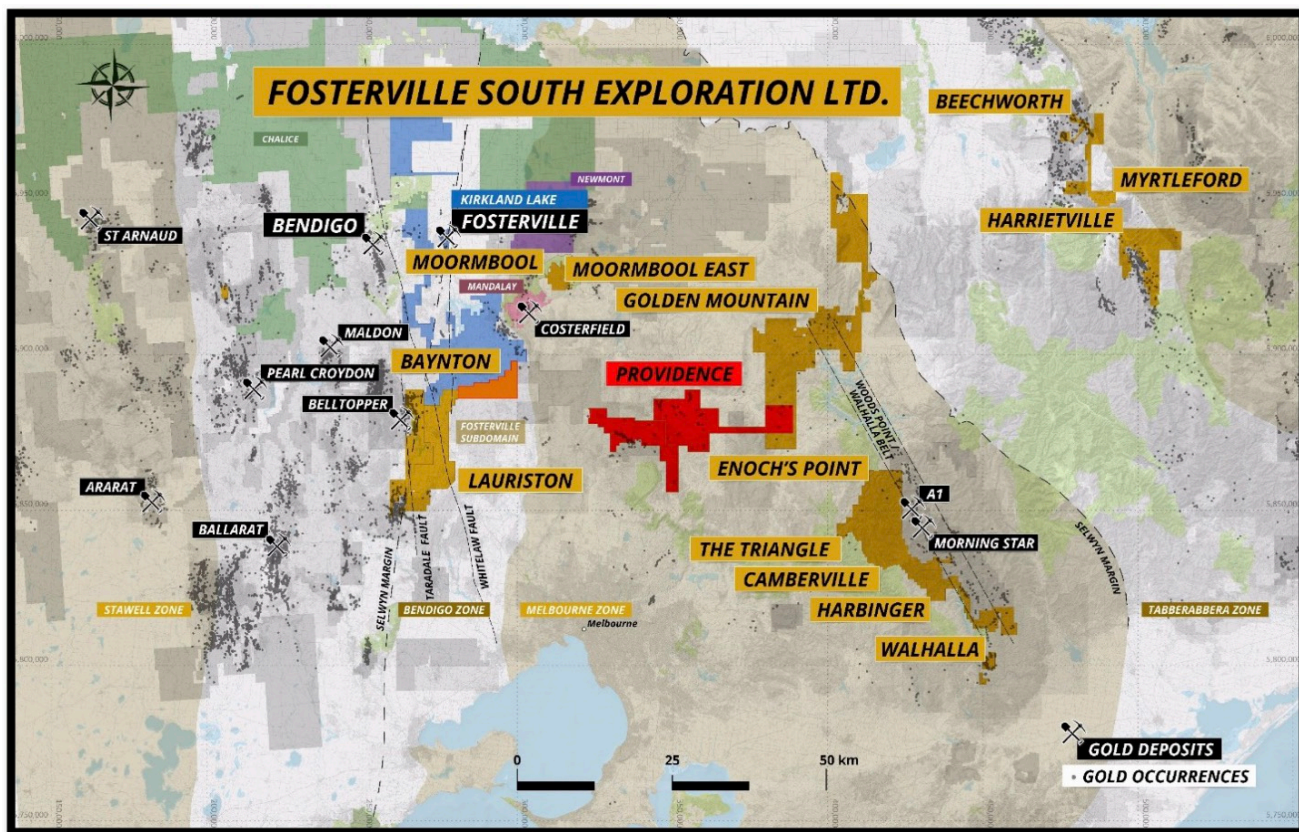 FOSTERVILLE SOUTH EXPLORATION LTD.
BEECHWORTH
CHALICE
NEWMONT
MYRTLEFORD
KIRKLAND LAKE
FOSTERVILLE
HARRIETVILLE
BENDIGO
ST ARNAUD
MOORMBOOL
MOORMBOOL EAST
MANDALAY
GOLDEN MOUNTAIN
COSTERFIELD
MALDON
BAYNTON
PEARL CROYDON
PROVIDENCE
BELLTOPPER
WOODS POINT /
WALHALLA BELT
FOSTERVILLE
SUBDOMAIN
ENOCH'S POINT
LAURISTON
ARARAT
A1
BALLARAT
MORNING STAR
THE TRIANGLE
SELWYN MARGIN
TARADALE FAULT
WHITELAW FAULT
SELWYN MARGIN
CAMBERVILLE
HARBINGER
STAWELL ZONE
BENDIGO ZONE
MELBOURNE ZONE
TABBERABBERA ZONE
Melbourne
WALHALLA
0 25 50 km
GOLD DEPOSITS
GOLD OCCURRENCES